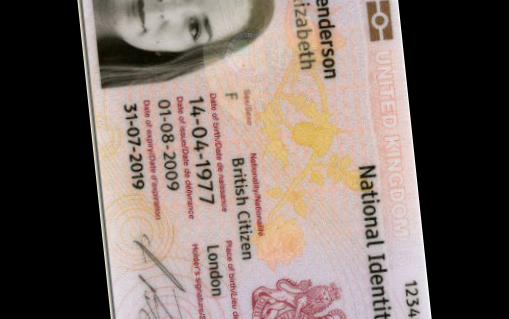 UNITED KINGDOM
1234
National Identit
enderson
izabeth
Sex/Sexe
Nationality/Nationalité
F
British Citizen
Date of birth/Date de naissance
Place of birth/Lieu de
14-04-1977
London
Date of issue/Date de délivrance
Holder's signature/
01-08-2009
Date of expiry/Date d'expiration
31-07-2019